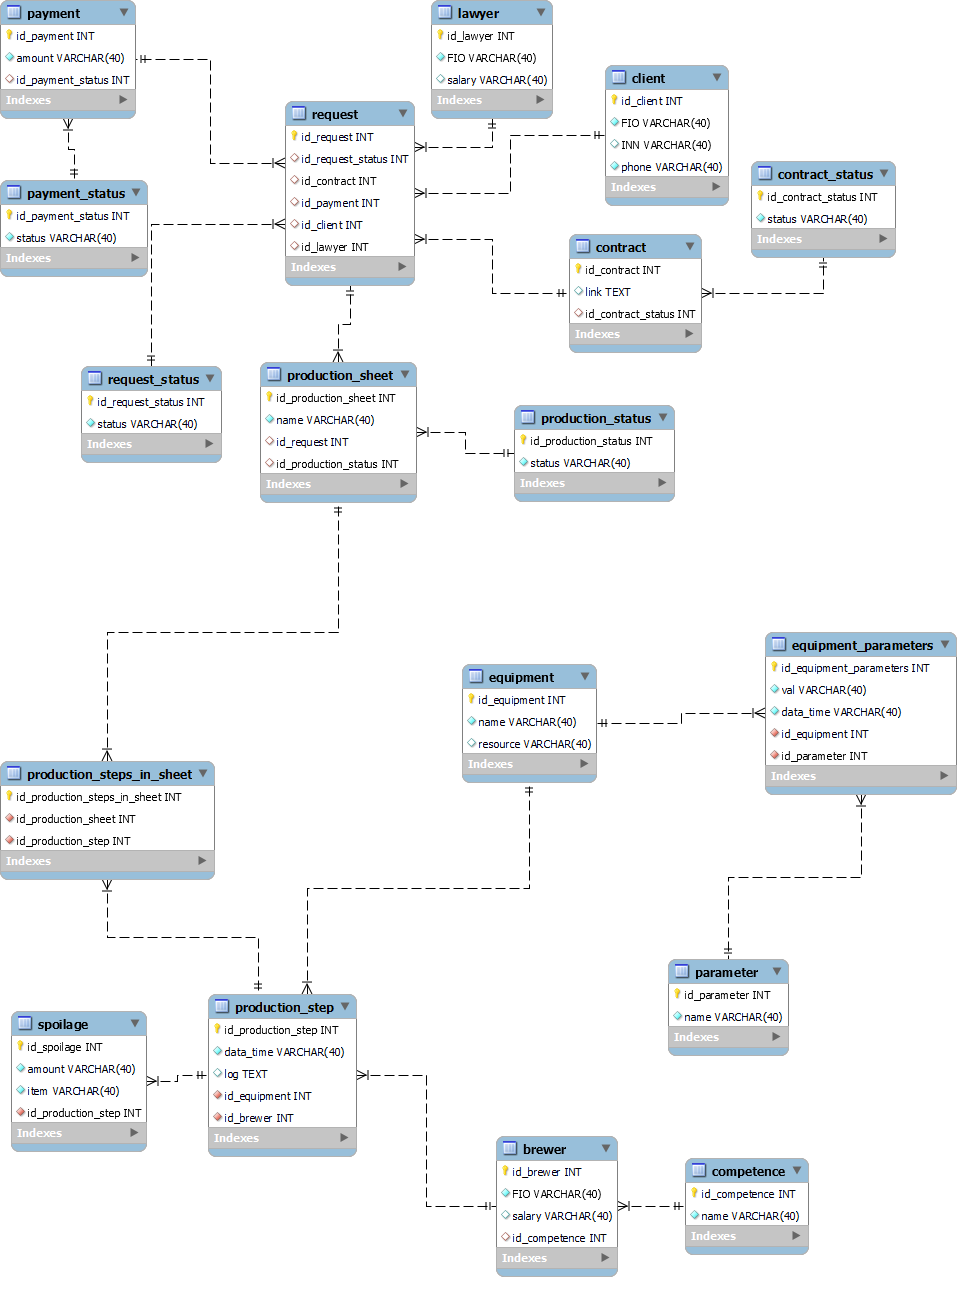 payment
id_payment INT
amount VARCHAR(40)
id_payment_status INT
Indexes
lawyer
id_lawyer INT
FIO VARCHAR(40)
salary VARCHAR(40)
Indexes
client
id_client INT
FIO VARCHAR(40)
INN VARCHAR(40)
phone VARCHAR(40)
Indexes
request
id_request INT
id_request_status INT
id_contract INT
id_payment INT
id_client INT
id_lawyer INT
Indexes
payment_status
id_payment_status INT
status VARCHAR(40)
Indexes
contract_status
id_contract_status INT
status VARCHAR(40)
Indexes
contract
id_contract INT
link TEXT
id_contract_status INT
Indexes
request_status
id_request_status INT
status VARCHAR(40)
Indexes
production_sheet
id_production_sheet INT
name VARCHAR(40)
id_request INT
id_production_status INT
Indexes
production_status
id_production_status INT
status VARCHAR(40)
Indexes
equipment_parameters
id_equipment_parameters INT
val VARCHAR(40)
data_time VARCHAR(40)
id_equipment INT
id_parameter INT
Indexes
equipment
id_equipment INT
name VARCHAR(40)
resource VARCHAR(40)
Indexes
production_steps_in_sheet
id_production_steps_in_sheet INT
id_production_sheet INT
id_production_step INT
Indexes
parameter
id_parameter INT
name VARCHAR(40)
Indexes
production_step
id_production_step INT
data_time VARCHAR(40)
log TEXT
id_equipment INT
id_brewer INT
Indexes
spoilage
id_spoilage INT
amount VARCHAR(40)
item VARCHAR(40)
id_production_step INT
Indexes
brewer
id_brewer INT
FIO VARCHAR(40)
salary VARCHAR(40)
id_competence INT
Indexes
competence
id_competence INT
name VARCHAR(40)
Indexes